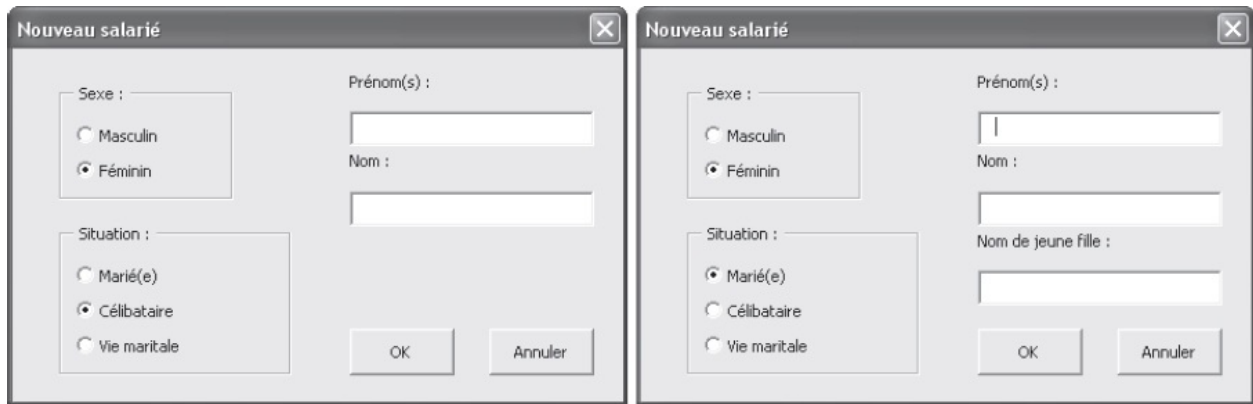 Nouveau salarié
Sexe :
Masculin
Féminin
Situation :
Marié(e)
Célibataire
Vie maritale
Prénom(s) :
Nom :
OK
Annuler
Nouveau salarié
Sexe :
Masculin
Féminin
Situation :
Marié(e)
Célibataire
Vie maritale
Prénom(s) :
Nom :
Nom de jeune fille :
OK
Annuler